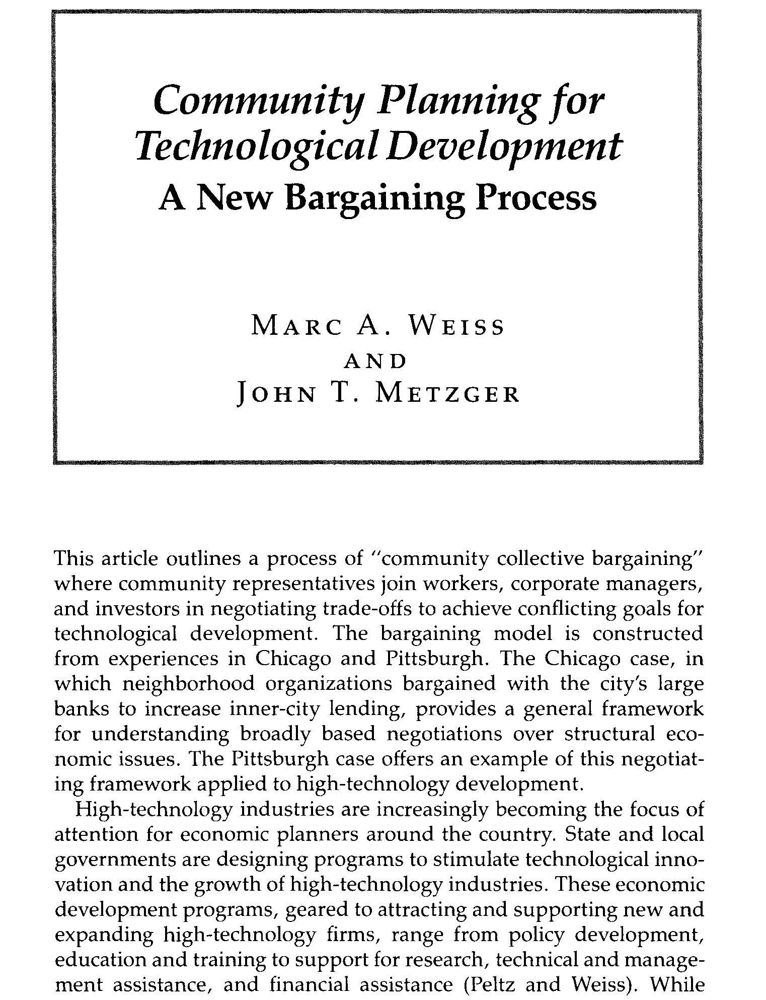 Community Planning for
Technological Development
A New Bargaining Process
MARC A. WEISS
AND
JOHN T. METZGER
This article outlines a process of "community collective bargaining"
where community representatives join workers, corporate managers,
and investors in negotiating trade-offs to achieve conflicting goals for
technological development. The bargaining model is constructed
from experiences in Chicago and Pittsburgh. The Chicago case, in
which neighborhood organizations bargained with the city's large
banks to increase inner-city lending, provides a general framework
for understanding broadly based negotiations over structural eco-
nomic issues. The Pittsburgh case offers an example of this negotiat-
ing framework applied to high-technology development.
High-technology industries are increasingly becoming the focus of
attention for economic planners around the country. State and local
governments are designing programs to stimulate technological inno-
vation and the growth of high-technology industries. These economic
development programs, geared to attracting and supporting new and
expanding high-technology firms, range from policy development,
education and training to support for research, technical and manage-
ment assistance, and financial assistance (Peltz and Weiss). While